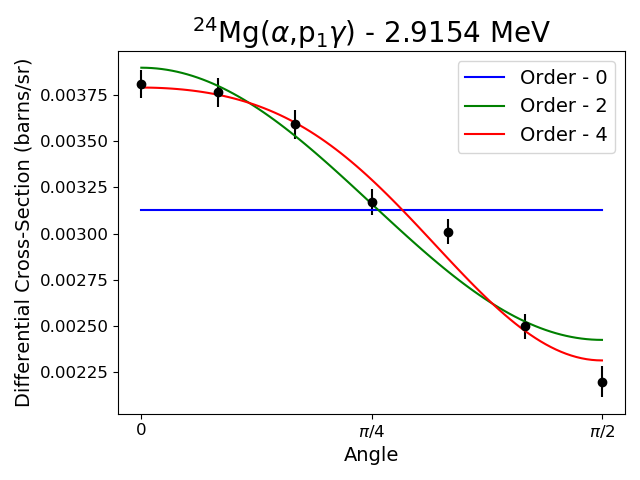 ²⁴Mg(α,p₁γ) - 2.9154 MeV
Order - 0
Order - 2
Order - 4
Differential Cross-Section (barns/sr)
0.00375
0.00350
0.00325
0.00300
0.00275
0.00250
0.00225
0
π/4
π/2
Angle